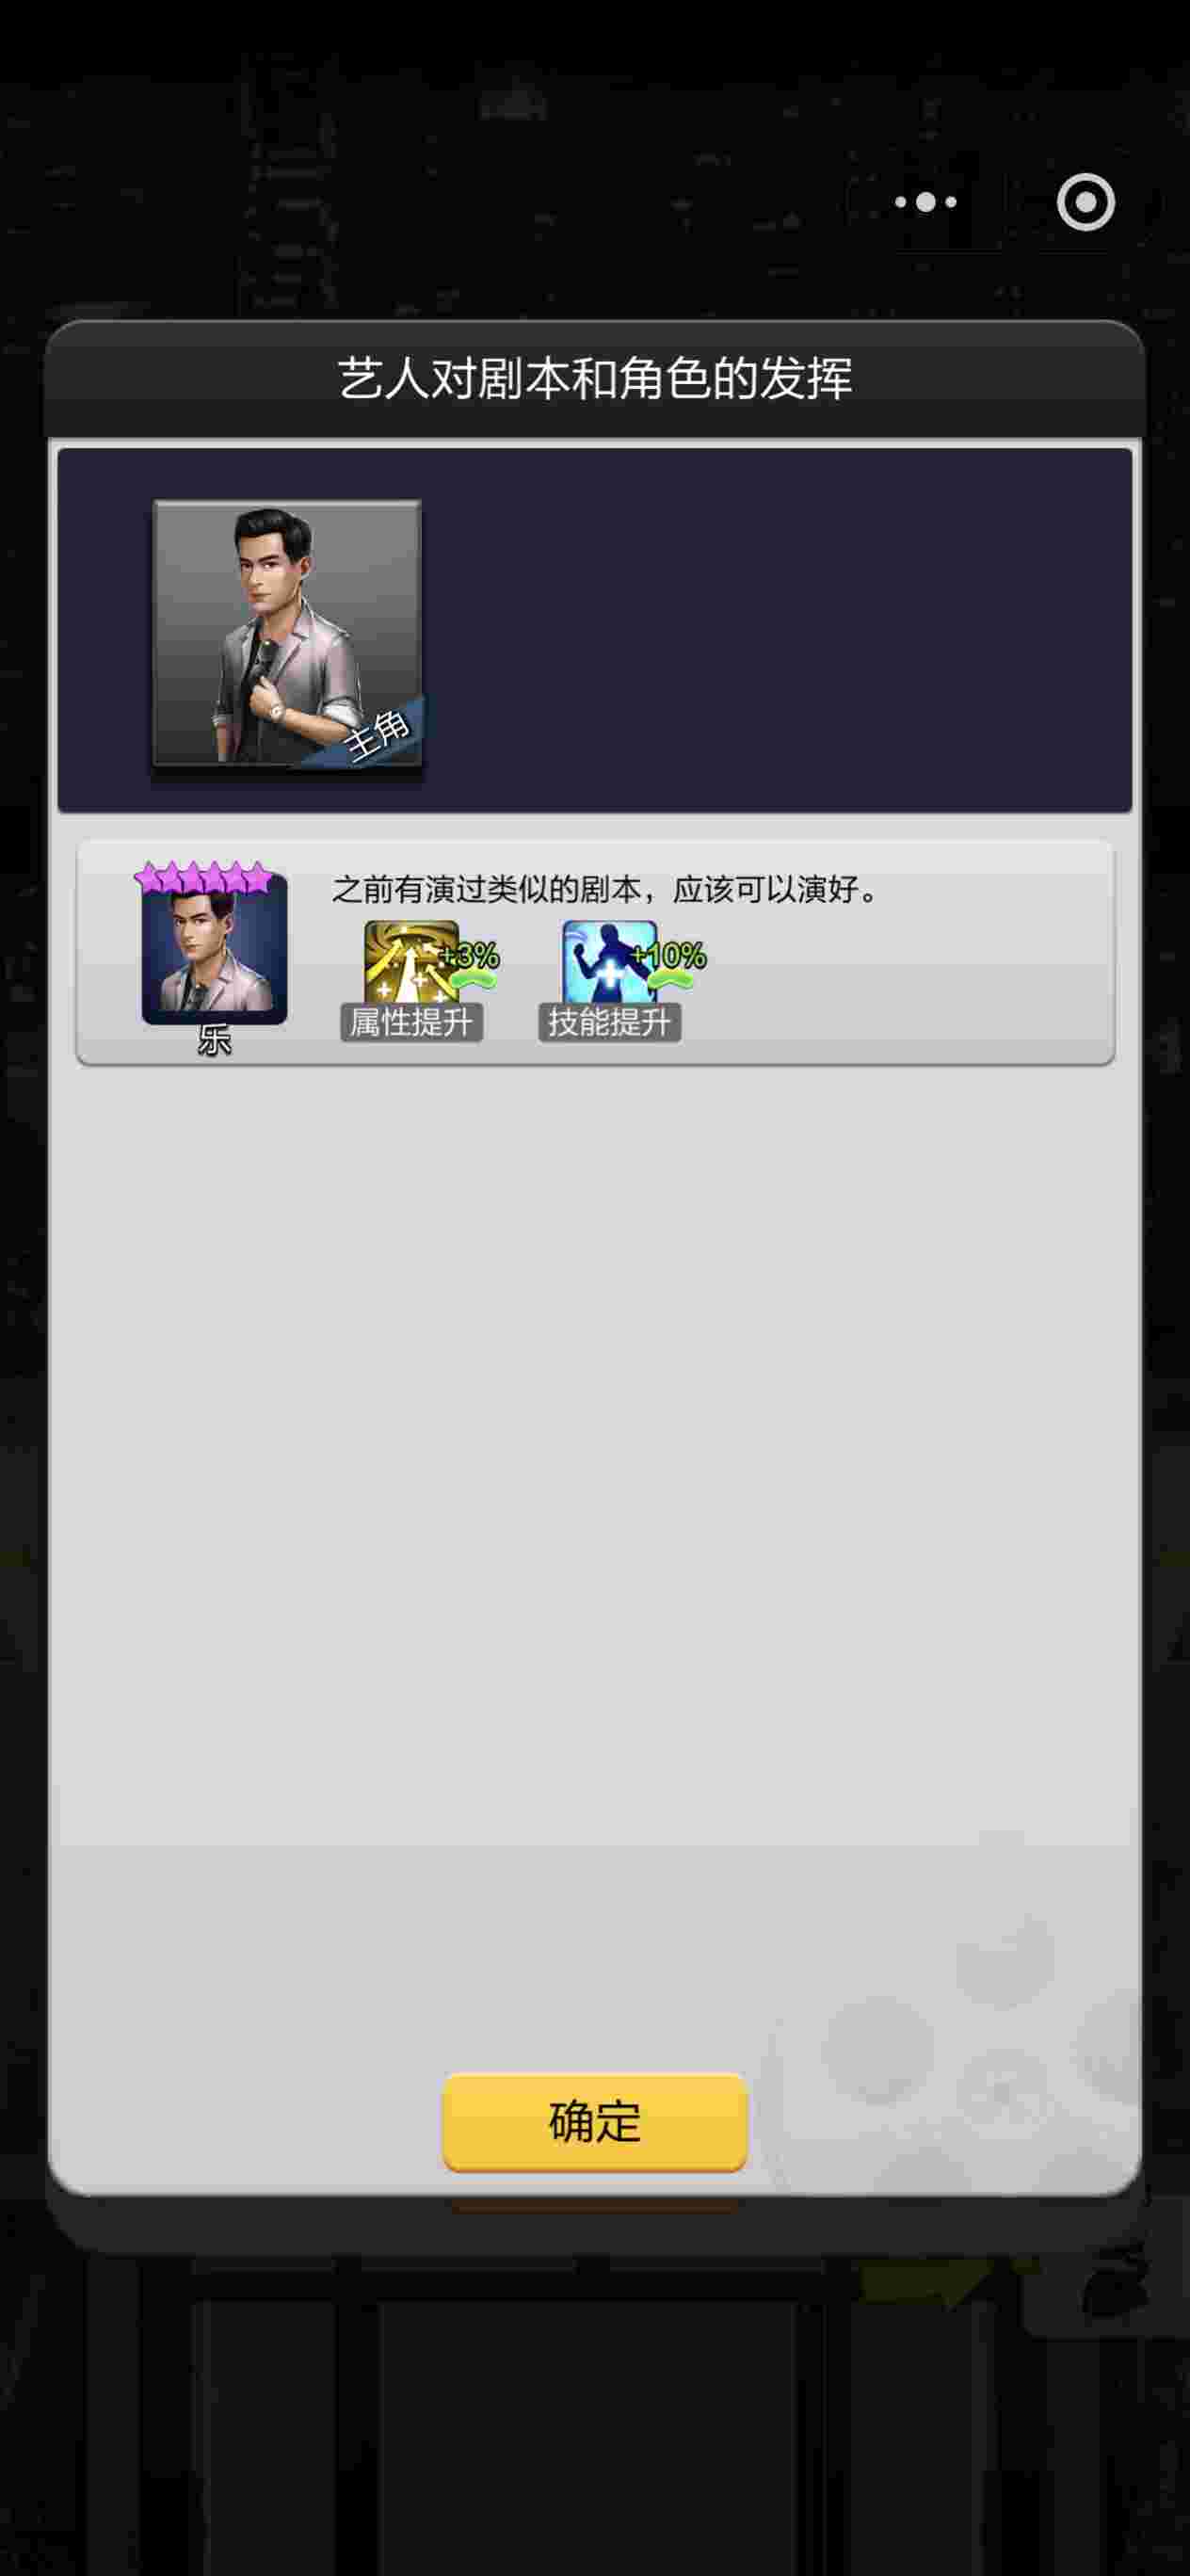 艺人对剧本和角色的发挥
主角
之前有演过类似的剧本，应该可以演好。
+3%
+10%
属性提升
技能提升
乐
确定